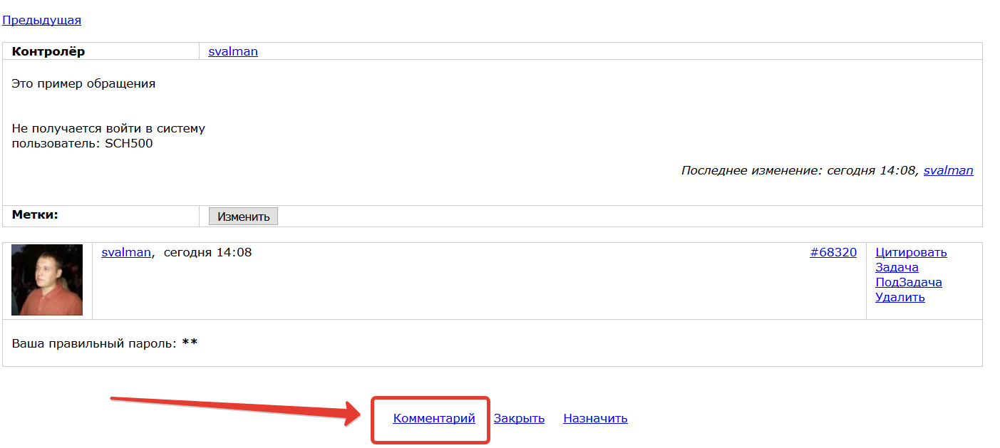 Предыдущая
Контролёр svalman
Это пример обращения
Не получается войти в систему
пользователь: SCH500
Последнее изменение: сегодня 14:08, svalman
Метки: Изменить
svalman, сегодня 14:08 #68320 Цитировать
Задача
ПодЗадача
Удалить
Ваша правильный пароль: **
Комментарий Закрыть Назначить